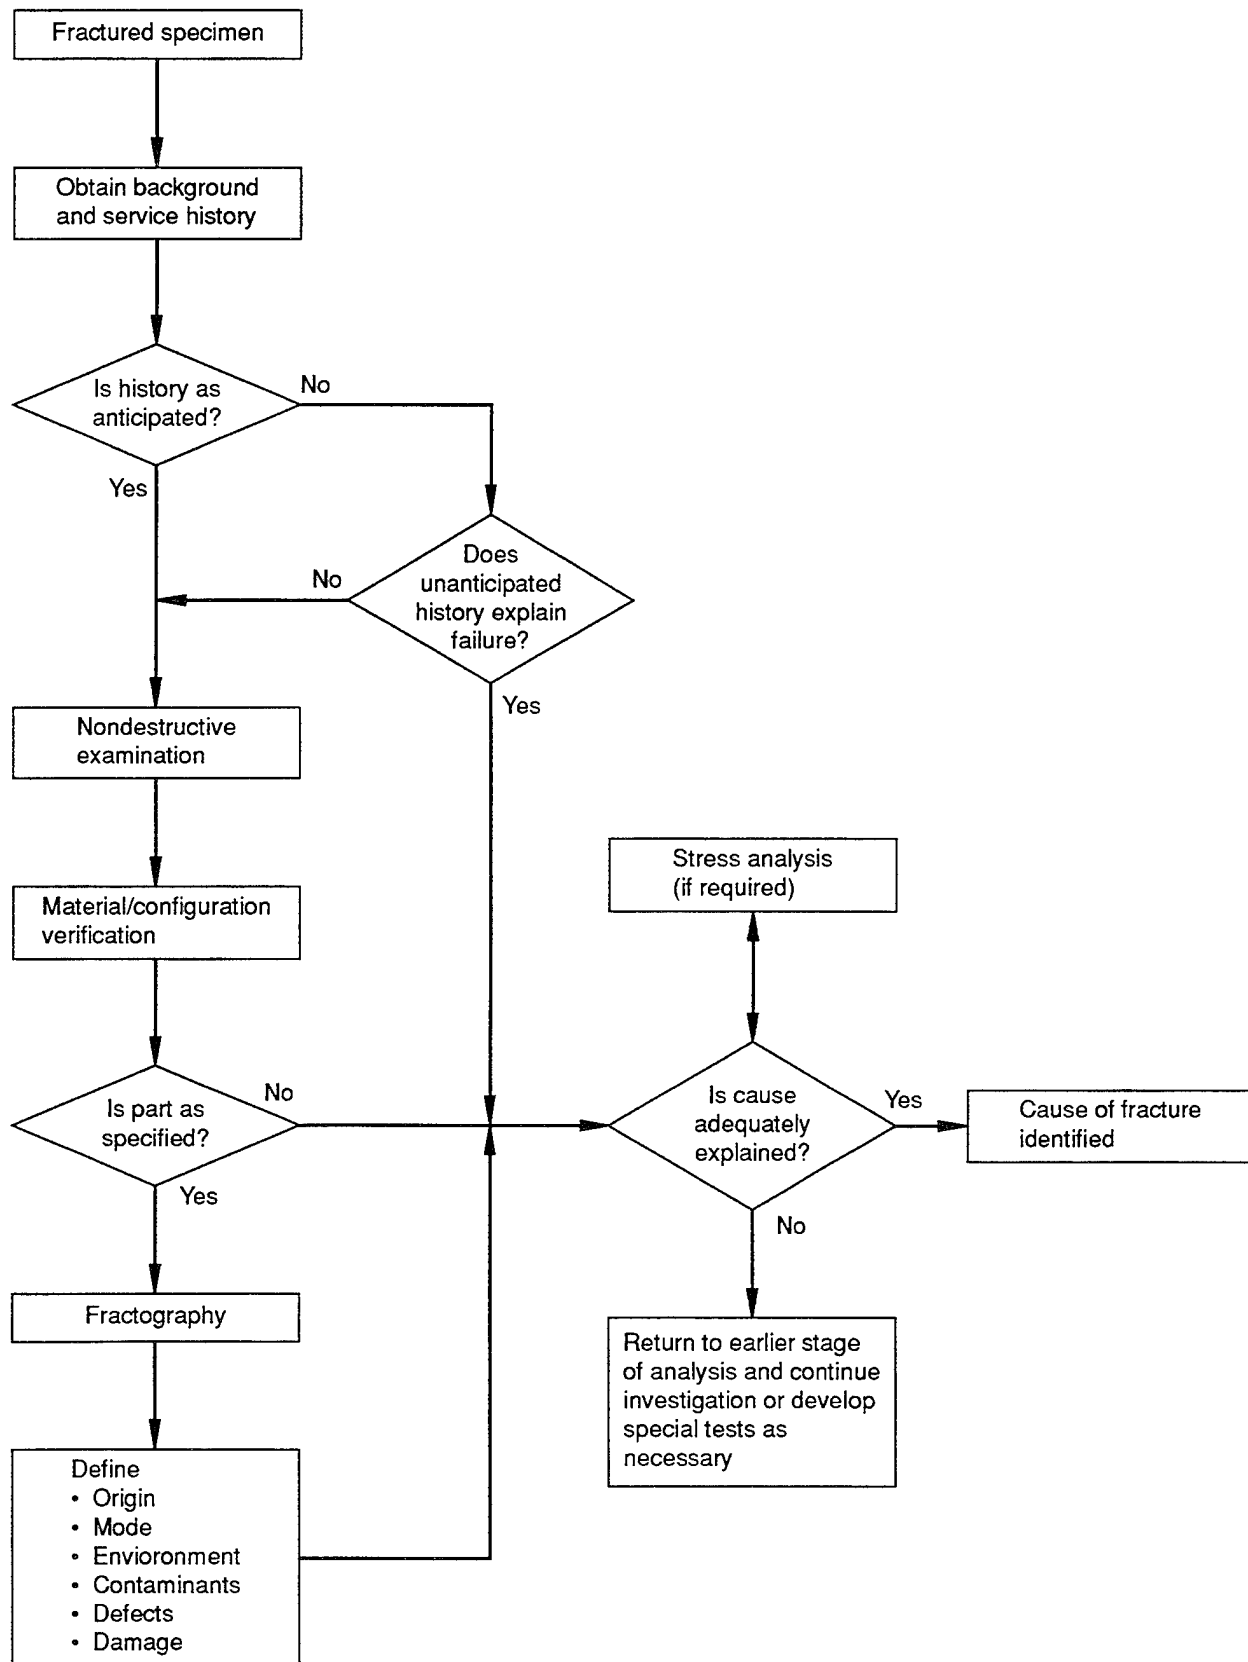 Fractured specimen
Obtain background
and service history
Is history as
anticipated?
No
Yes
Does
unanticipated
history explain
failure?
No
Yes
Nondestructive
examination
Material/configuration
verification
Is part as
specified?
No
Yes
Fractography
Define
• Origin
• Mode
• Envioronment
• Contaminants
• Defects
• Damage
Stress analysis
(if required)
Is cause
adequately
explained?
Yes
Cause of fracture
identified
No
Return to earlier stage
of analysis and continue
investigation or develop
special tests as
necessary